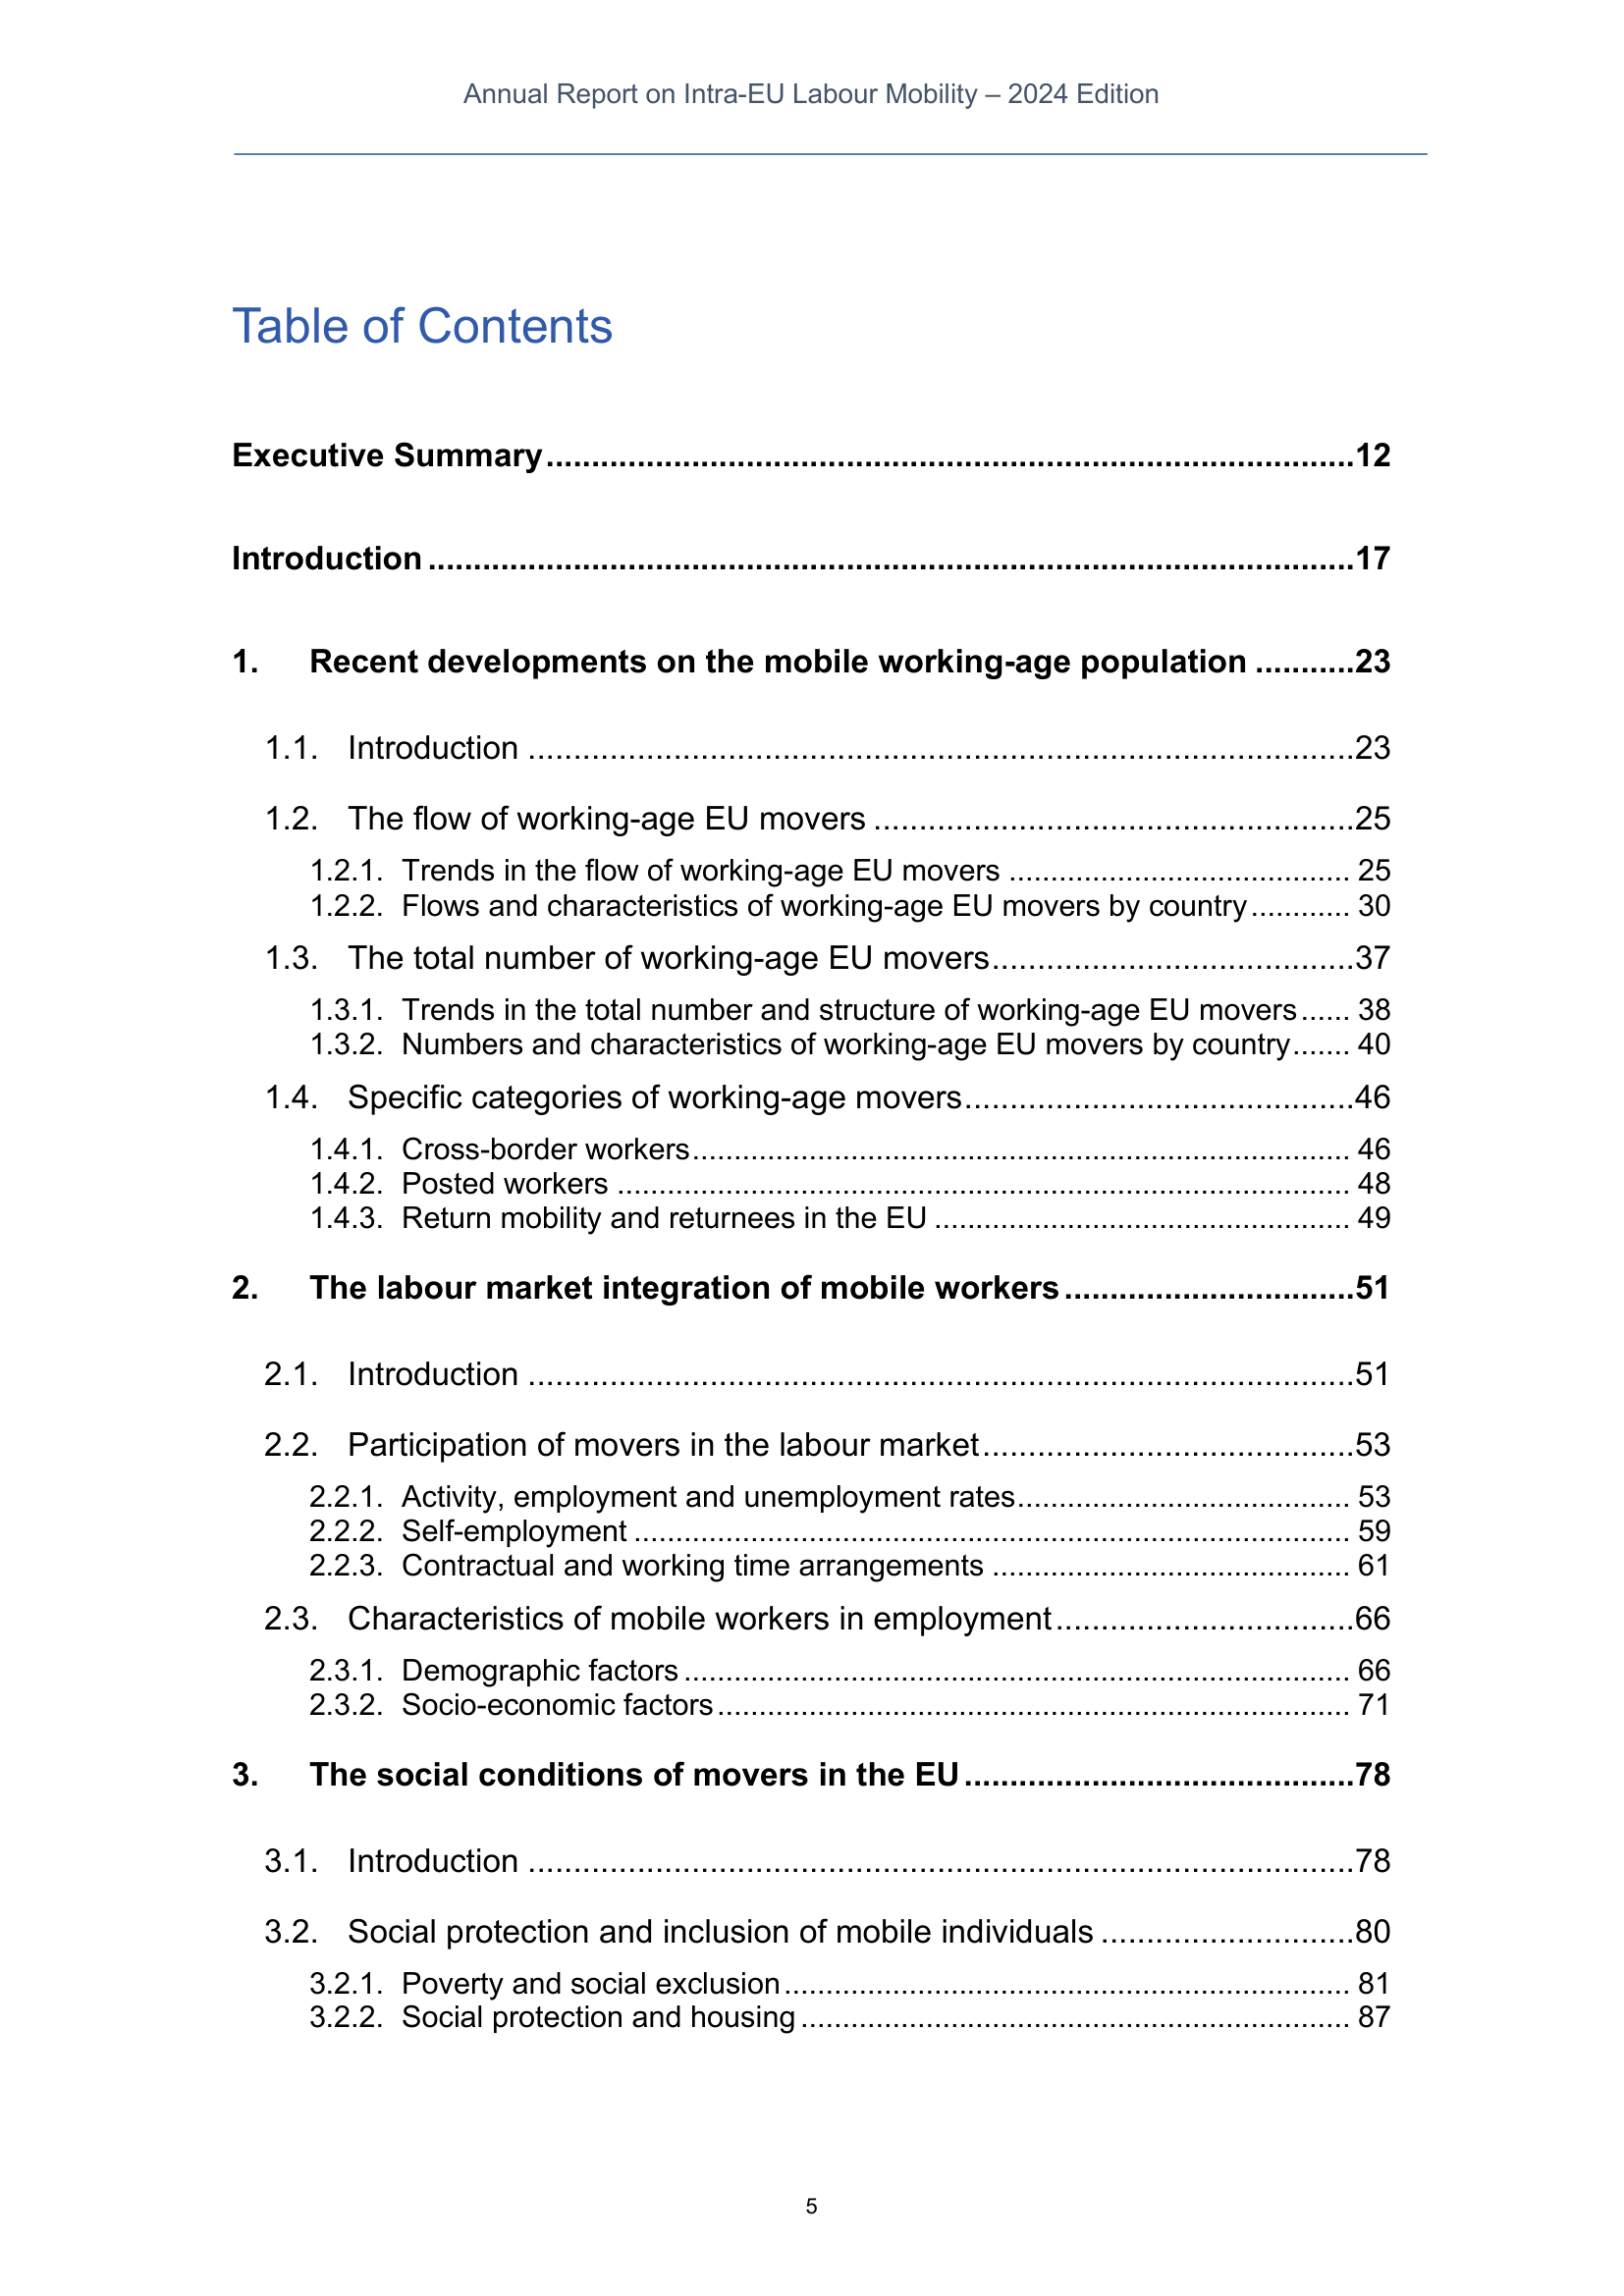 Annual Report on Intra-EU Labour Mobility – 2024 Edition
Table of Contents
Executive Summary ........................................ 12
Introduction ........................................ 17
1. Recent developments on the mobile working-age population ........... 23
1.1. Introduction ........................................ 23
1.2. The flow of working-age EU movers ........................................ 25
1.2.1. Trends in the flow of working-age EU movers ........................................ 25
1.2.2. Flows and characteristics of working-age EU movers by country ............ 30
1.3. The total number of working-age EU movers ........................................ 37
1.3.1. Trends in the total number and structure of working-age EU movers ...... 38
1.3.2. Numbers and characteristics of working-age EU movers by country ....... 40
1.4. Specific categories of working-age movers ........................................ 46
1.4.1. Cross-border workers ........................................ 46
1.4.2. Posted workers ........................................ 48
1.4.3. Return mobility and returnees in the EU ........................................ 49
2. The labour market integration of mobile workers ................................ 51
2.1. Introduction ........................................ 51
2.2. Participation of movers in the labour market ........................................ 53
2.2.1. Activity, employment and unemployment rates ........................................ 53
2.2.2. Self-employment ........................................ 59
2.2.3. Contractual and working time arrangements ........................................ 61
2.3. Characteristics of mobile workers in employment ................................ 66
2.3.1. Demographic factors ........................................ 66
2.3.2. Socio-economic factors ........................................ 71
3. The social conditions of movers in the EU ........................................ 78
3.1. Introduction ........................................ 78
3.2. Social protection and inclusion of mobile individuals ............................ 80
3.2.1. Poverty and social exclusion ........................................ 81
3.2.2. Social protection and housing ........................................ 87
5